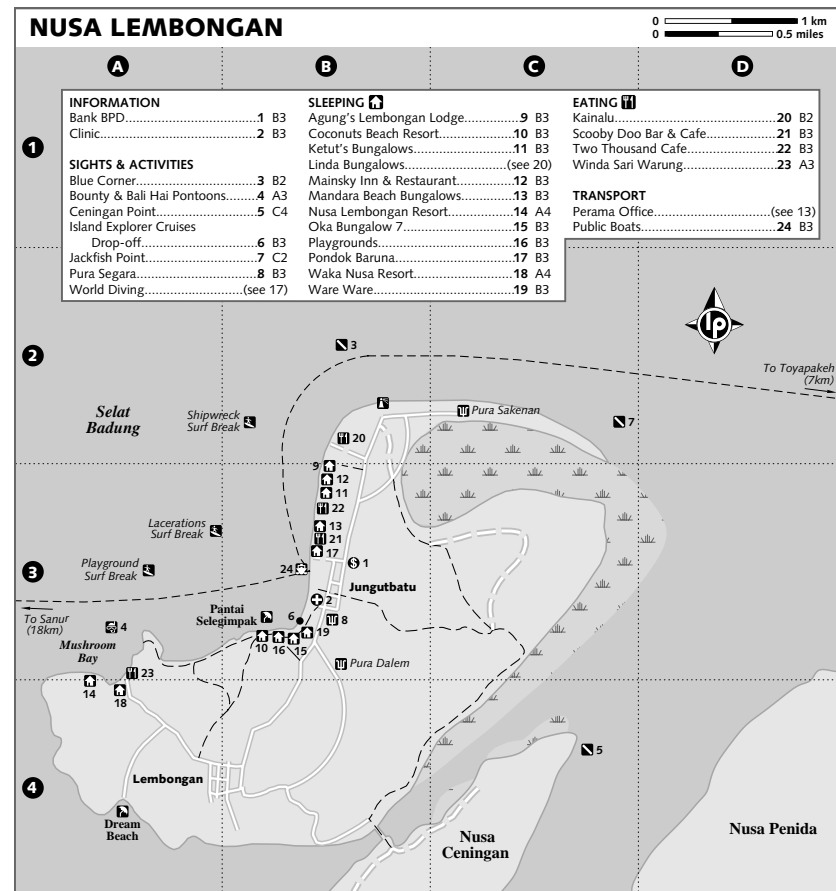 NUSA LEMBONGAN
0 1 km
0 0.5 miles
A B C D
1
INFORMATION
Bank BPD 1 B3
Clinic 2 B3
SIGHTS & ACTIVITIES
Blue Corner 3 B2
Bounty & Bali Hai Pontoons 4 A3
Ceningan Point 5 C4
Island Explorer Cruises
Drop-off 6 B3
Jackfish Point 7 C2
Pura Segara 8 B3
World Diving (see 17)
SLEEPING
Agung's Lembongan Lodge 9 B3
Coconuts Beach Resort 10 B3
Ketut's Bungalows 11 B3
Linda Bungalows (see 20)
Mainsky Inn & Restaurant 12 B3
Mandara Beach Bungalows 13 B3
Nusa Lembongan Resort 14 A4
Oka Bungalow 7 15 B3
Playgrounds 16 B3
Pondok Baruna 17 B3
Waka Nusa Resort 18 A4
Ware Ware 19 B3
EATING
Kainalu 20 B2
Scooby Doo Bar & Cafe 21 B3
Two Thousand Cafe 22 B3
Winda Sari Warung 23 A3
TRANSPORT
Perama Office (see 13)
Public Boats 24 B3
lp
2
3
To Toyapakeh
(7km)
Selat
Badung
Shipwreck
Surf Break
Pura Sakenan
7
20
9
12
11
22
Lacerations
Surf Break
13
21
17
1
Playground
Surf Break
24
3
Jungutbatu
2
To Sanur
(18km)
4
Pantai
Selegimpak
6
8
Mushroom
Bay
10 16 15 19
Pura Dalem
23
14
18
5
Lembongan
4
Dream
Beach
Nusa
Ceningan
Nusa Penida